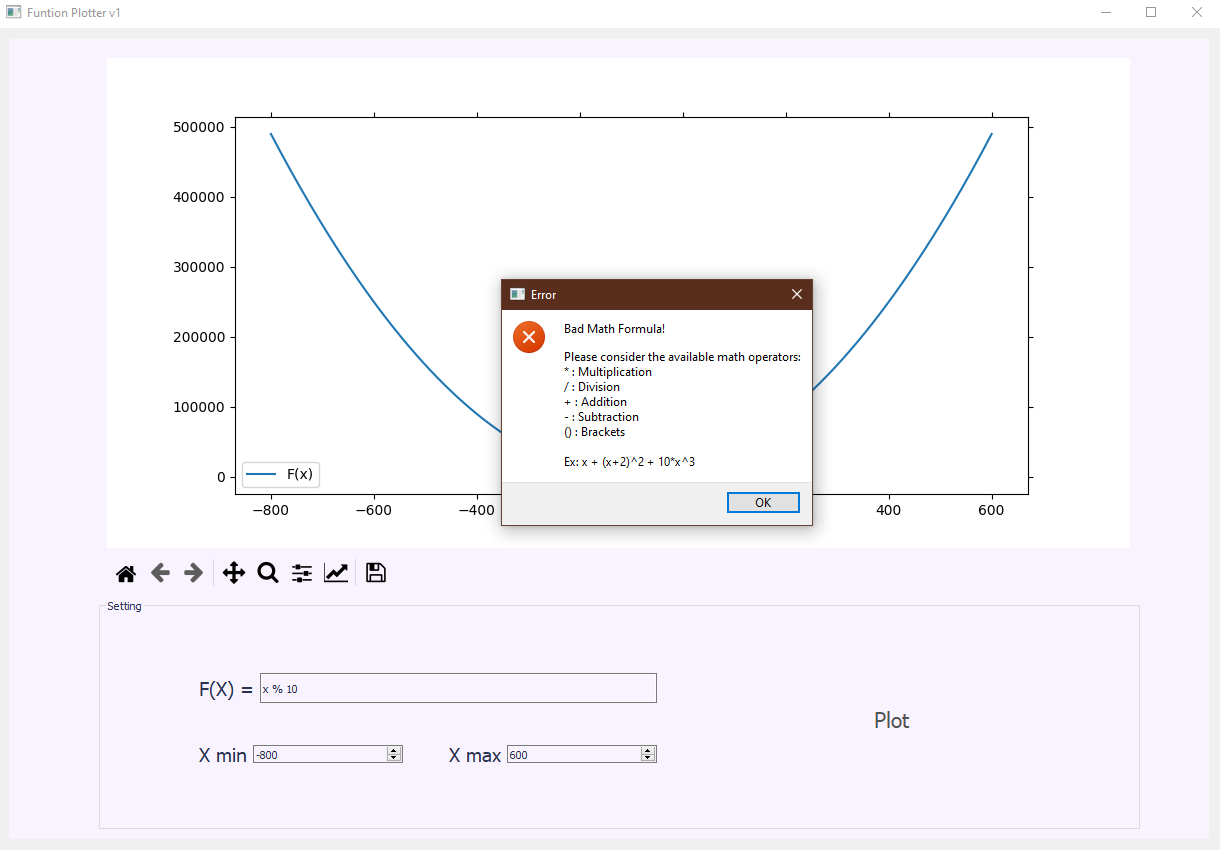 Funtion Plotter v1
500000
400000
300000
200000
100000
0
F(x)
−800
−600
−400
400
600
Error
Bad Math Formula!
Please consider the available math operators:
* : Multiplication
/ : Division
+ : Addition
- : Subtraction
() : Brackets
Ex: x + (x+2)^2 + 10*x^3
OK
Setting
F(X) = x % 10
Plot
X min -800 X max 600